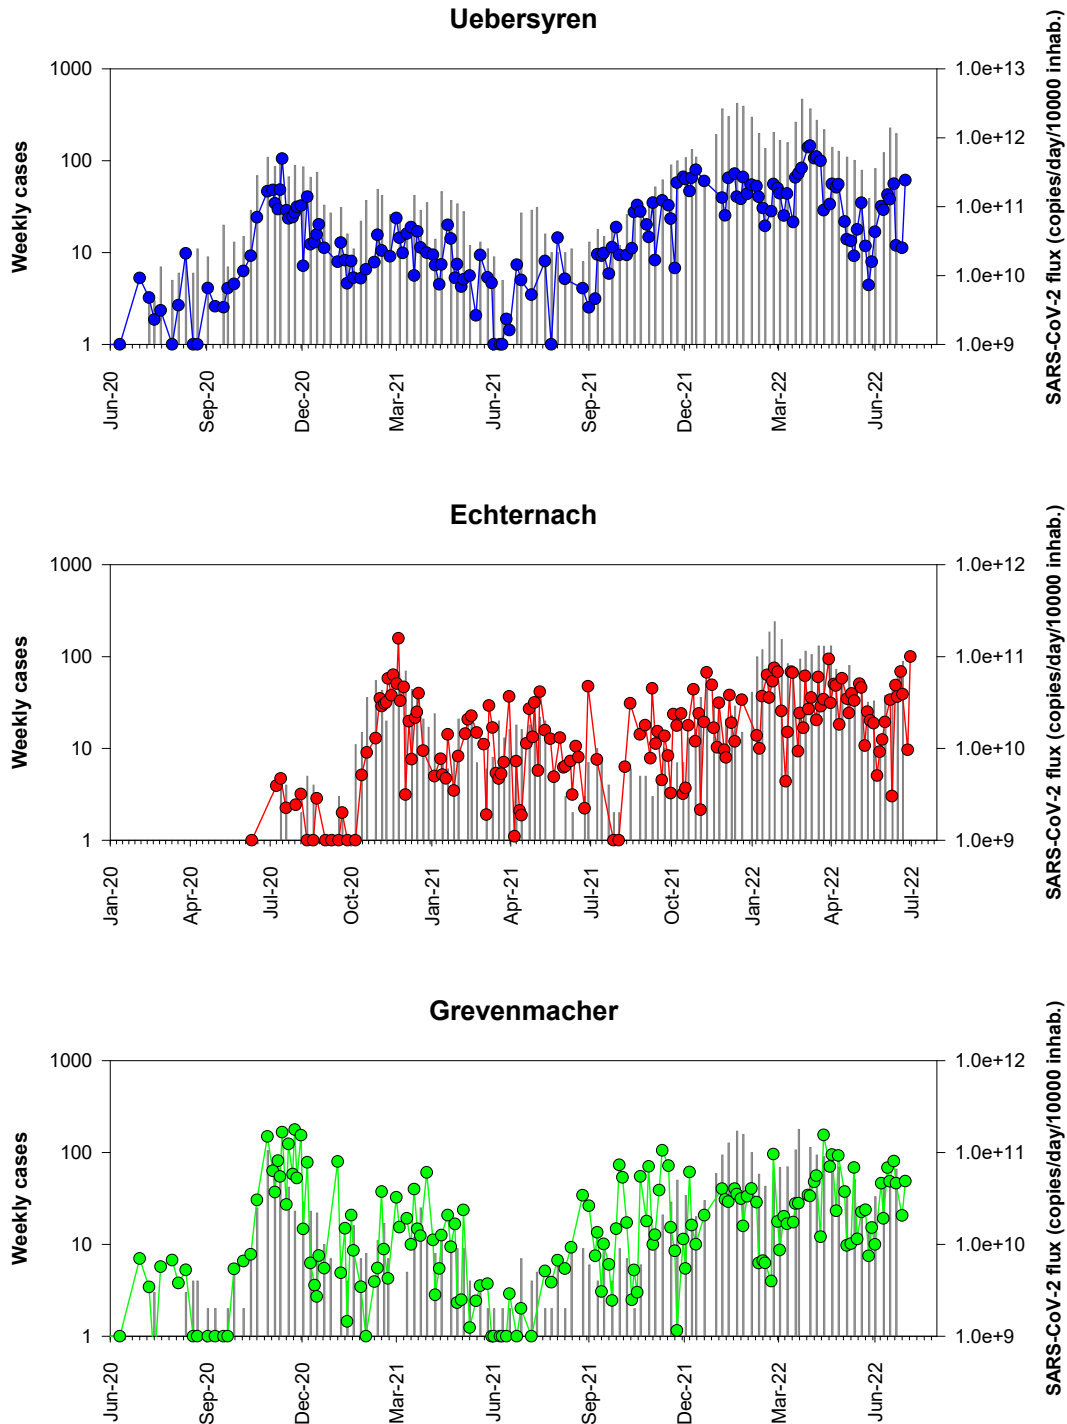 Uebersyren
1000
100
10
1
Weekly cases
1.0e+13
1.0e+12
1.0e+11
1.0e+10
1.0e+9
SARS-CoV-2 flux (copies/day/10000 inhab.)
Jun-20
Sep-20
Dec-20
Mar-21
Jun-21
Sep-21
Dec-21
Mar-22
Jun-22
Echternach
1000
100
10
1
Weekly cases
1.0e+12
1.0e+11
1.0e+10
1.0e+9
SARS-CoV-2 flux (copies/day/10000 inhab.)
Jan-20
Apr-20
Jul-20
Oct-20
Jan-21
Apr-21
Jul-21
Oct-21
Jan-22
Apr-22
Jul-22
Grevenmacher
1000
100
10
1
Weekly cases
1.0e+12
1.0e+11
1.0e+10
1.0e+9
SARS-CoV-2 flux (copies/day/10000 inhab.)
Jun-20
Sep-20
Dec-20
Mar-21
Jun-21
Sep-21
Dec-21
Mar-22
Jun-22